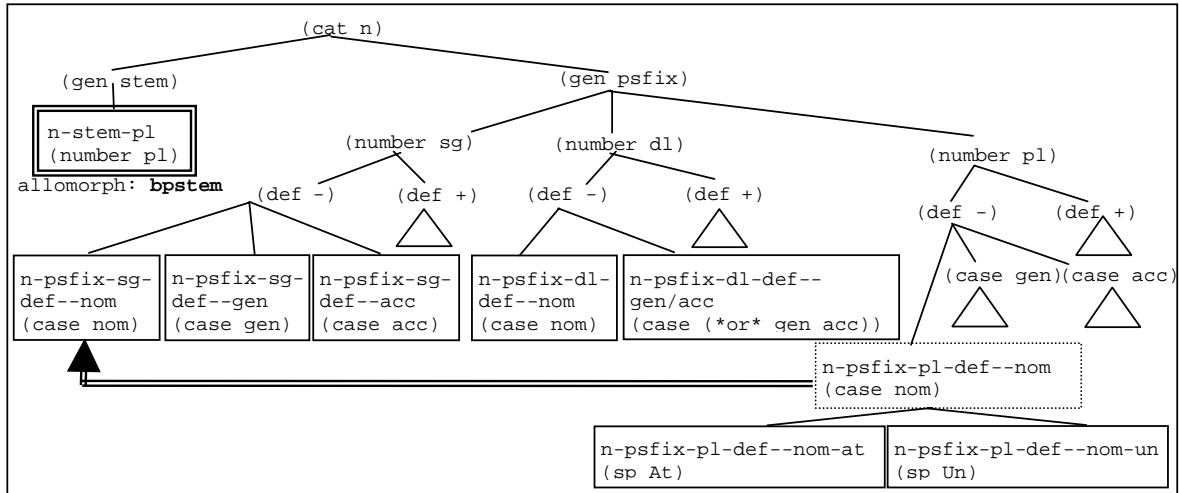 (cat n)
(gen stem)
(gen psfix)
n-stem-pl
(number pl)
allomorph: bpstem
(number sg)
(number dl)
(number pl)
(def -)
(def +)
(def -)
(def +)
(def -)
(def +)
n-psfix-sg-
def--nom
(case nom)
n-psfix-sg-
def--gen
(case gen)
n-psfix-sg-
def--acc
(case acc)
n-psfix-dl-
def--nom
(case nom)
n-psfix-dl-def--
gen/acc
(case (*or* gen acc))
(case gen)
(case acc)
n-psfix-pl-def--nom
(case nom)
n-psfix-pl-def--nom-at
(sp At)
n-psfix-pl-def--nom-un
(sp Un)